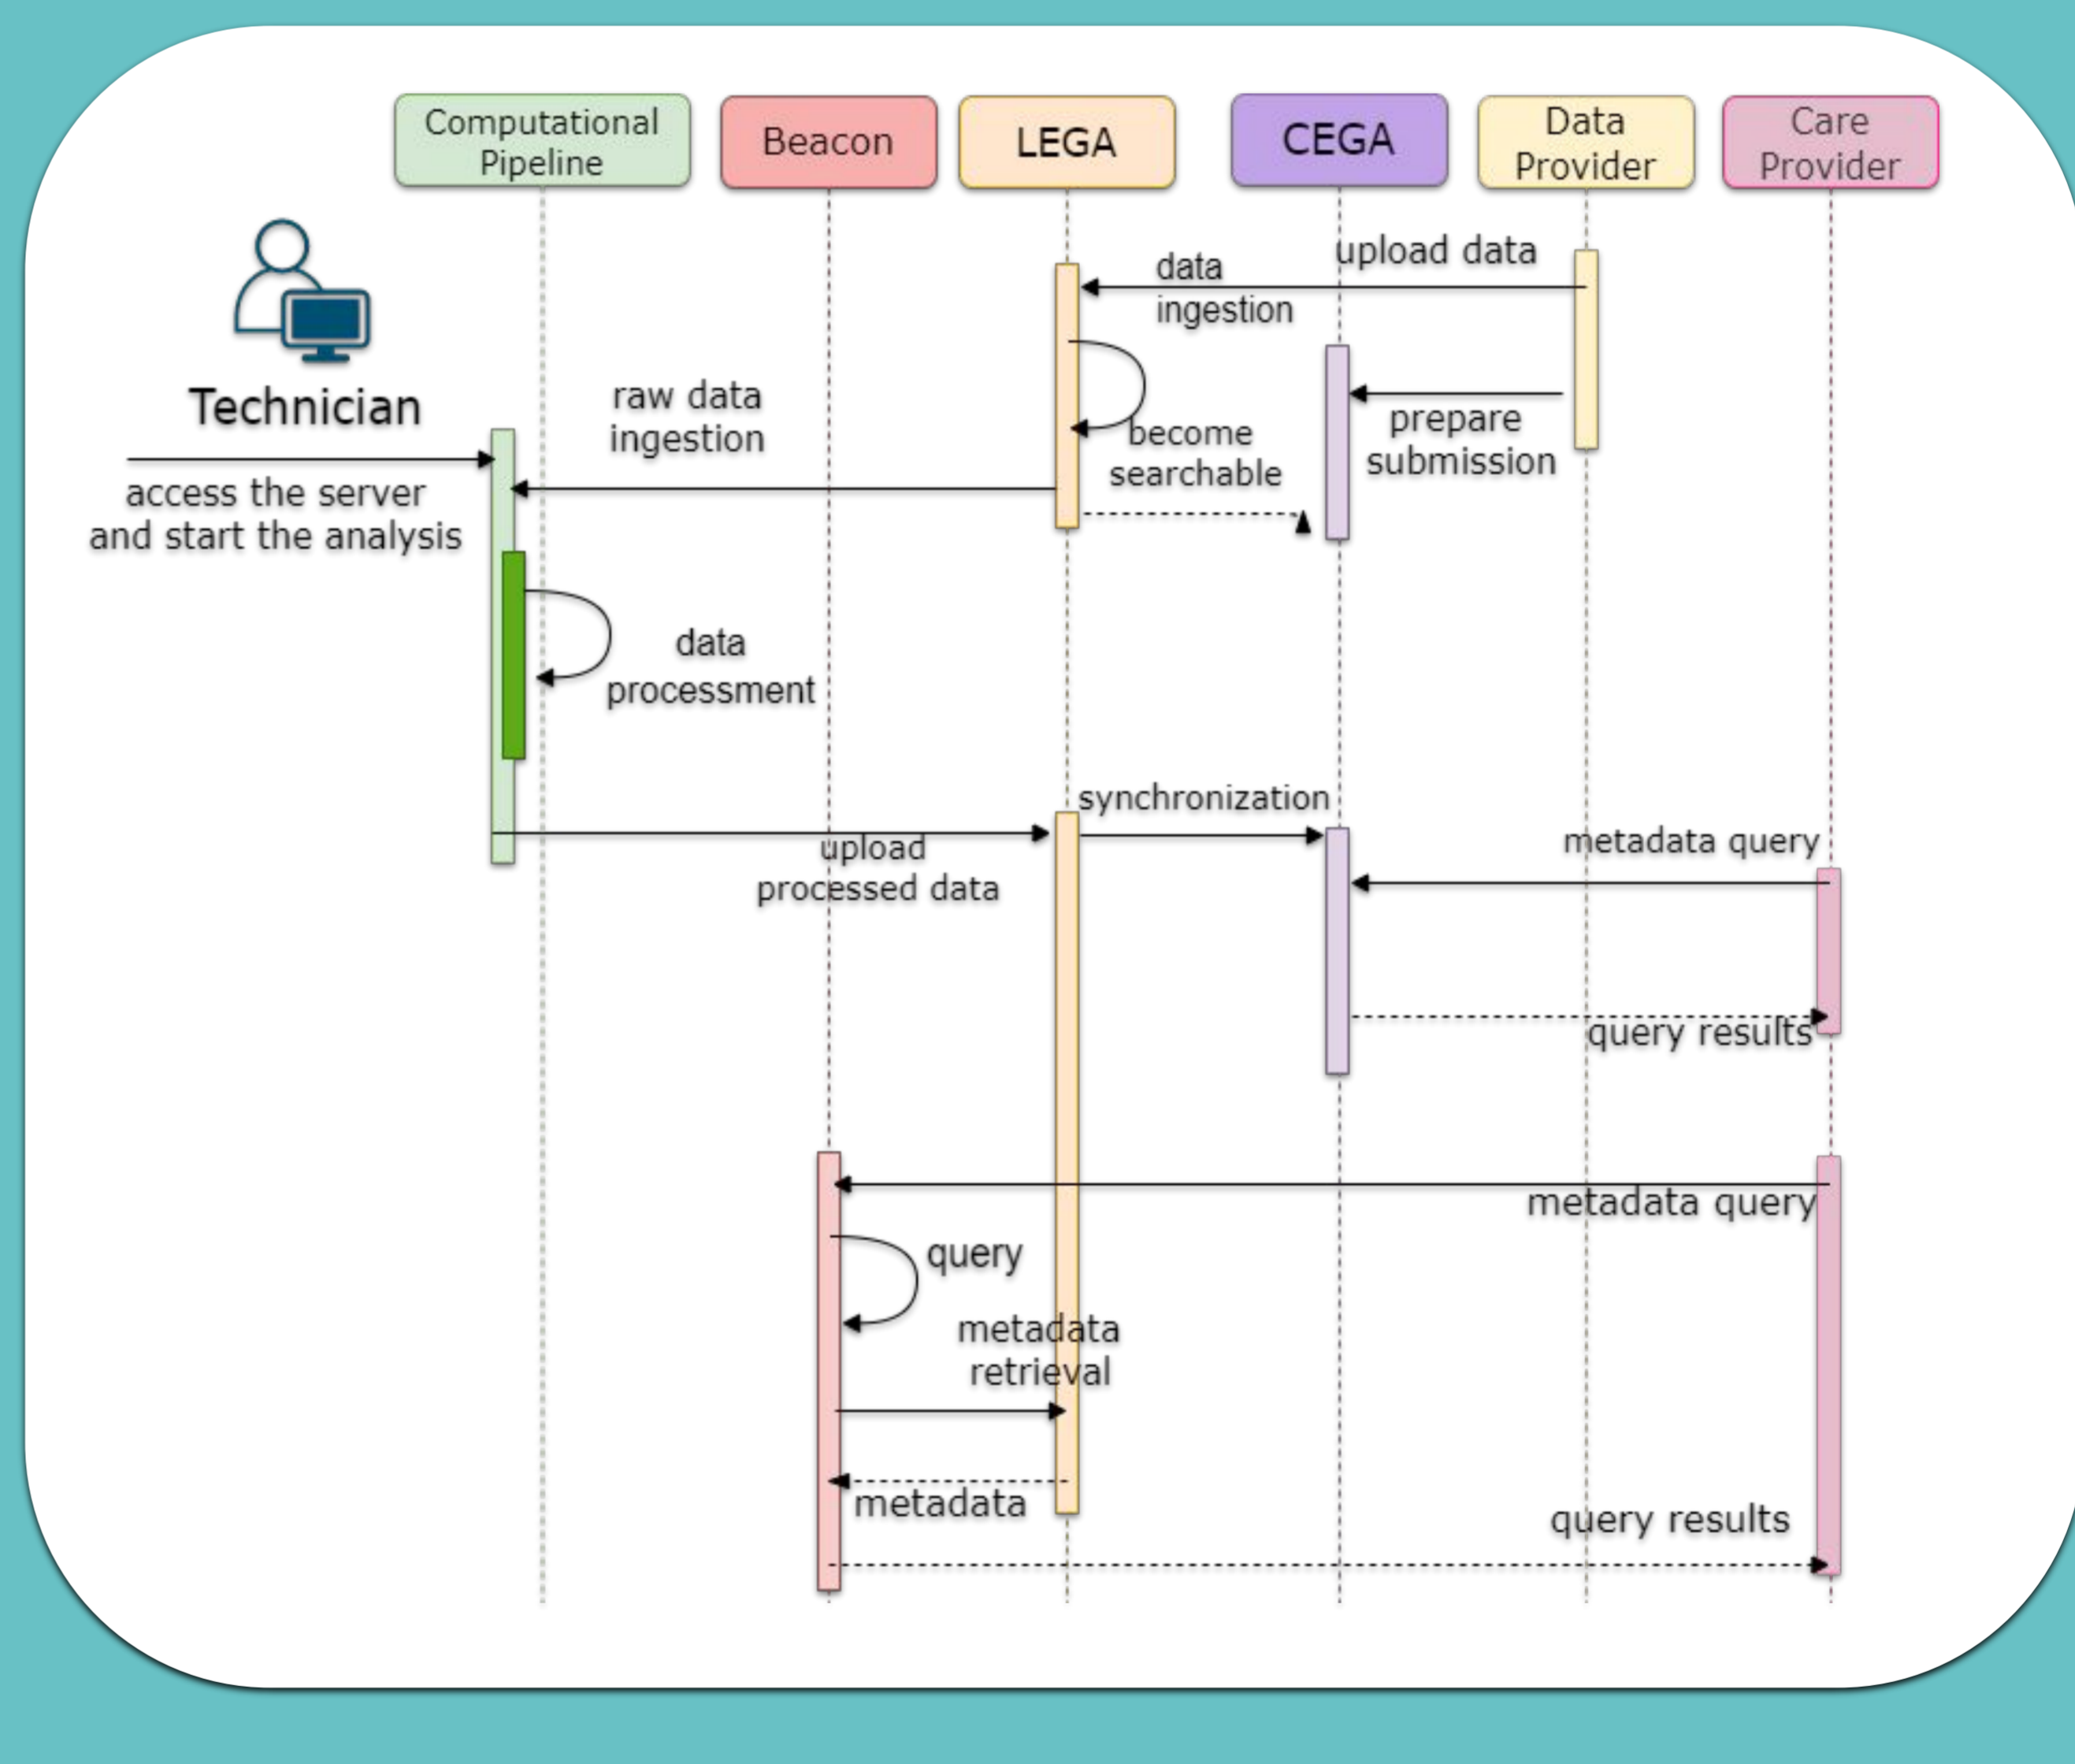 Computational
Pipeline
Beacon
LEGA
CEGA
Data
Provider
Care
Provider
upload data
data
ingestion
Technician
raw data
ingestion
become
searchable
prepare
submission
access the server
and start the analysis
data
processment
synchronization
upload
processed data
metadata query
query results
metadata query
query
metadata
retrieval
metadata
query results